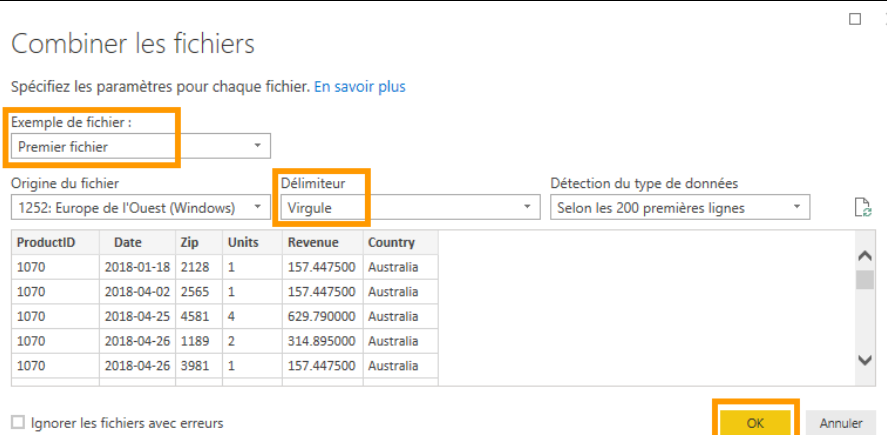 Combiner les fichiers
Spécifiez les paramètres pour chaque fichier. En savoir plus
Exemple de fichier :
Premier fichier
Origine du fichier Délimiteur Détection du type de données
1252: Europe de l'Ouest (Windows) Virgule Selon les 200 premières lignes
ProductID Date Zip Units Revenue Country
1070 2018-01-18 2128 1 157.447500 Australia
1070 2018-04-02 2565 1 157.447500 Australia
1070 2018-04-25 4581 4 629.790000 Australia
1070 2018-04-26 1189 2 314.895000 Australia
1070 2018-04-26 3981 1 157.447500 Australia
Ignorer les fichiers avec erreurs OK Annuler